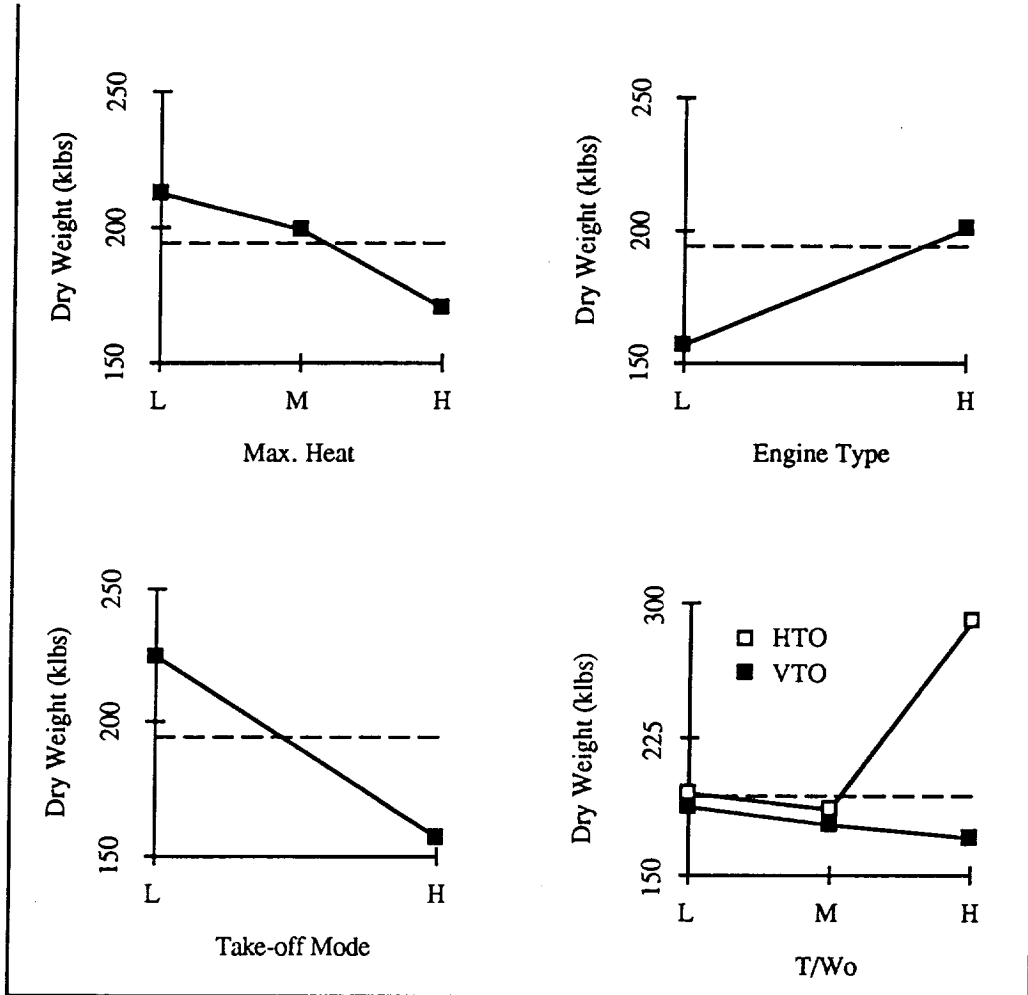 250
200
150
Dry Weight (klbs)
L M H
Max. Heat
250
200
150
Dry Weight (klbs)
L H
Engine Type
250
200
150
Dry Weight (klbs)
L H
Take-off Mode
300
225
150
Dry Weight (klbs)
HTO
VTO
L M H
T/Wo